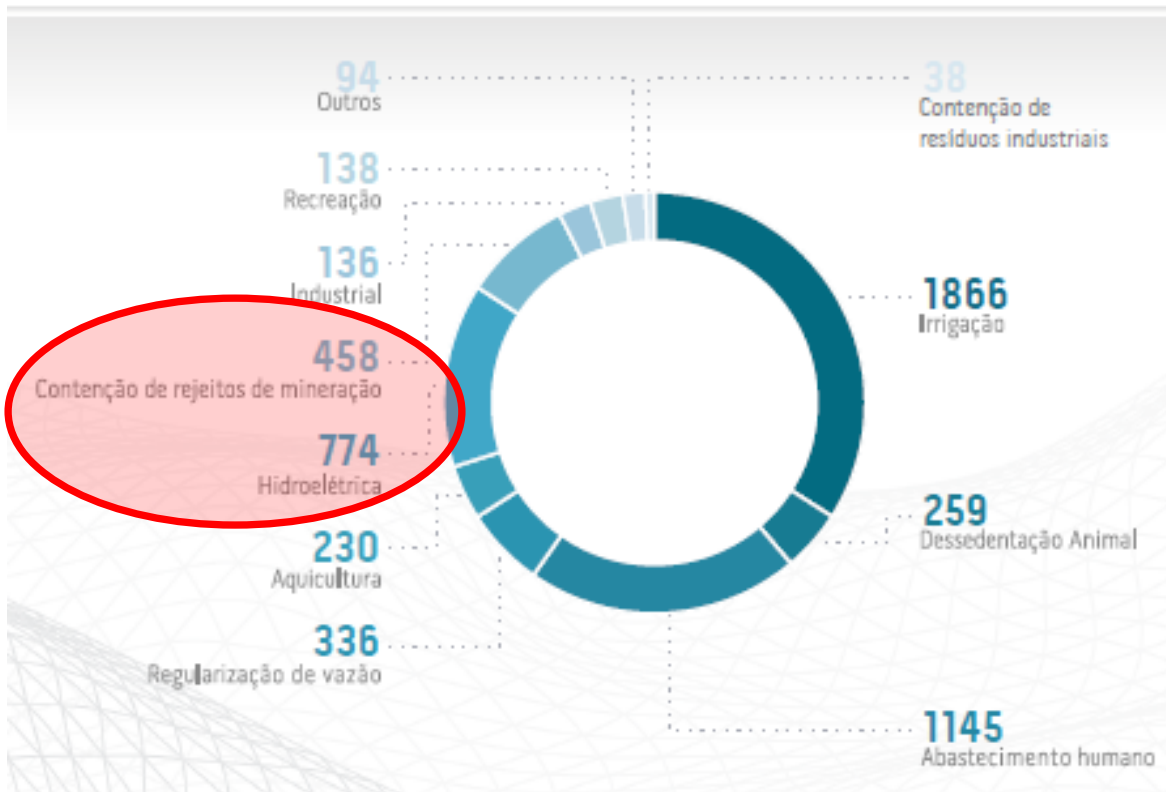 94
Outros
138
Recreação
136
Industrial
458
Contenção de rejeitos de mineração
774
Hidroelétrica
230
Aquicultura
336
Regularização de vazão
38
Contenção de
resíduos industriais
1866
Irrigação
259
Dessedentação Animal
1145
Abastecimento humano